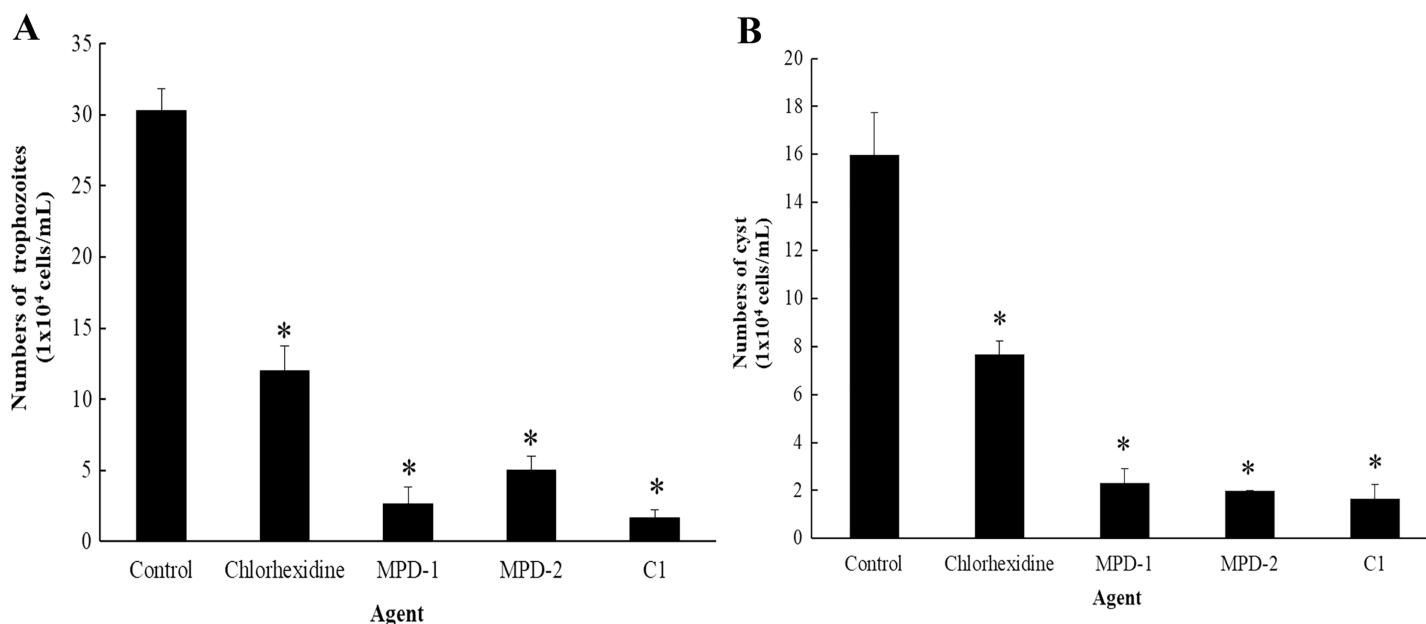 A
35
30
25
20
15
10
5
0
Numbers of trophozoites
(1x10⁴ cells/mL)
*
*
*
*
Control Chlorhexidine MPD-1 MPD-2 C1
Agent
B
20
18
16
14
12
10
8
6
4
2
0
Numbers of cyst
(1x10⁴ cells/mL)
*
*
*
*
Control Chlorhexidine MPD-1 MPD-2 C1
Agent